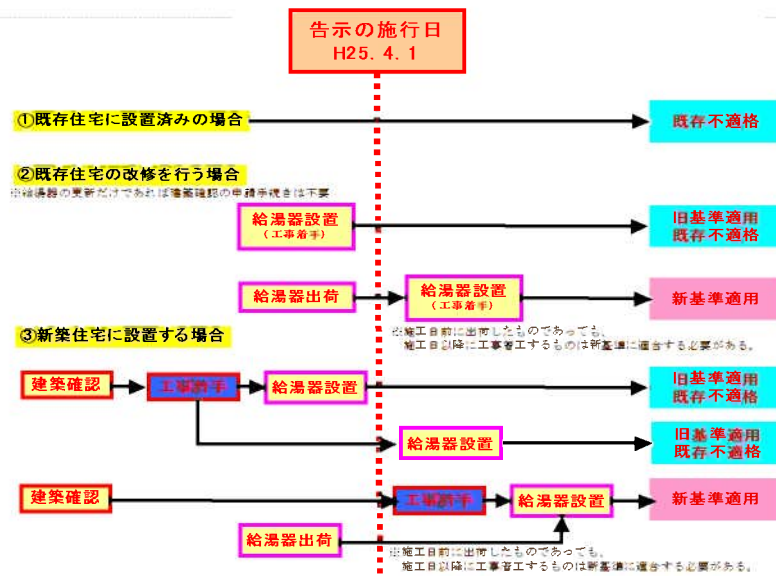 告示の施行日
H25.4.1
①既存住宅に設置済みの場合
既存不適格
②既存住宅の改修を行う場合
※給湯器の更新だけであれば建築確認の申請手続きは不要
給湯器設置
(工事着手)
旧基準適用
既存不適格
給湯器出荷
給湯器設置
(工事着手)
新基準適用
※施工日前に出荷したものであっても、
施工日以降に工事着工するものは新基準に適合する必要がある。
③新築住宅に設置する場合
建築確認
工事着手
給湯器設置
旧基準適用
既存不適格
給湯器設置
旧基準適用
既存不適格
建築確認
工事着手
給湯器設置
新基準適用
給湯器出荷
※施工日前に出荷したものであっても、
施工日以降に工事着工するものは新基準に適合する必要がある。